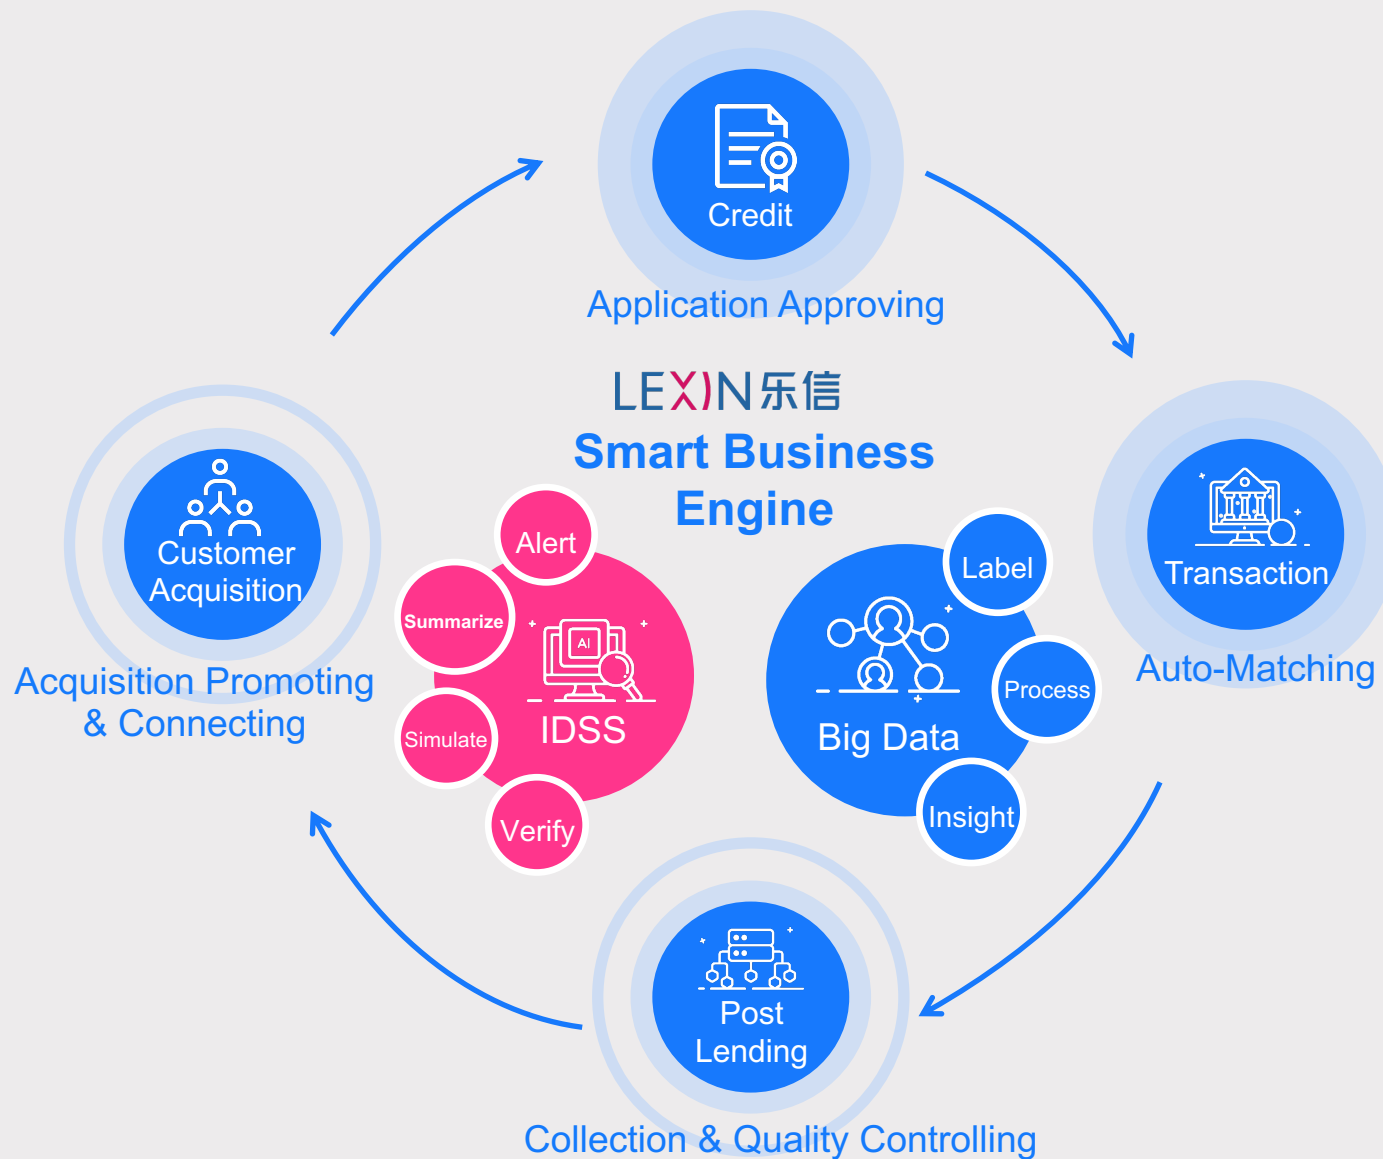 Credit
Application Approving
LEXIN乐信
Smart Business
Engine
Customer
Acquisition
Acquisition Promoting
& Connecting
Transaction
Auto-Matching
Alert
Summarize
Simulate
Verify
AI
IDSS
Label
Process
Insight
Big Data
Post
Lending
Collection & Quality Controlling